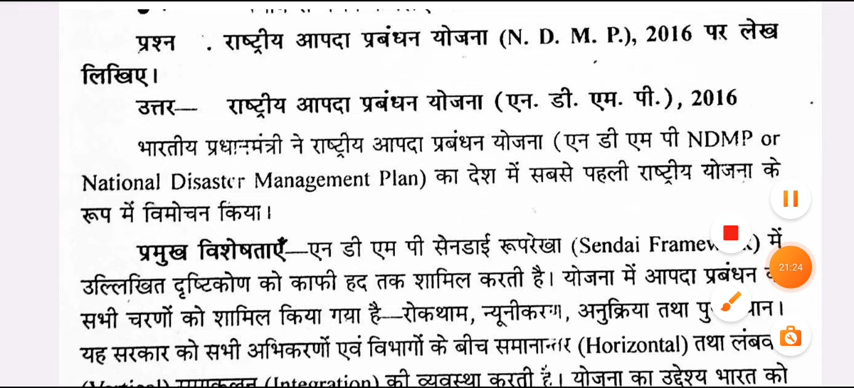 प्रश्न . राष्ट्रीय आपदा प्रबंधन योजना (N. D. M. P.), 2016 पर लेख
लिखिए।
उत्तर— राष्ट्रीय आपदा प्रबंधन योजना (एन. डी. एम. पी.), 2016
भारतीय प्रधानमंत्री ने राष्ट्रीय आपदा प्रबंधन योजना (एन डी एम पी NDMP or
National Disaster Management Plan) का देश में सबसे पहली राष्ट्रीय योजना के
रूप में विमोचन किया।
प्रमुख विशेषताएँ—एन डी एम पी सेनडाई रूपरेखा (Sendai में
उल्लिखित दृष्टिकोण को काफी हद तक शामिल करती है। योजना में आपदा प्रबंधन
21:24
सभी चरणों को शामिल किया गया है—रोकथाम, न्यूनीकरण, अनुक्रिया तथा
यह सरकार को सभी अभिकरणों एवं विभागों के बीच समानान्तर (Horizontal) तथा
(Integration) की व्यवस्था करती है। योजना का उद्देश्य भारत को